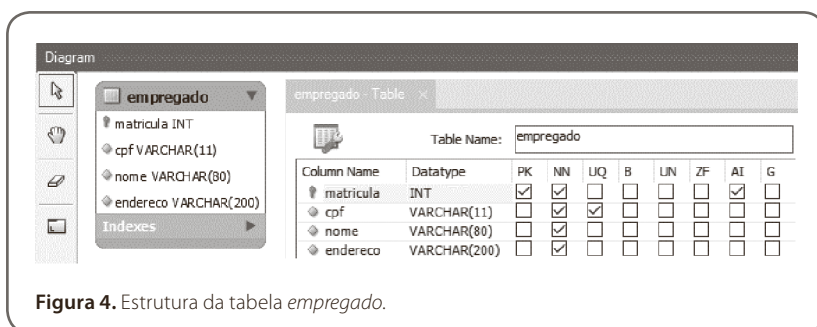 Diagram
empregado
matricula INT
cpf VARCHAR(11)
nome VARCHAR(80)
endereco VARCHAR(200)
Indexes
empregado - Table ×
Table Name: empregado
Column Name Datatype PK NN UQ B UN ZF AI G
matricula INT
cpf VARCHAR(11)
nome VARCHAR(80)
endereco VARCHAR(200)
Figura 4. Estrutura da tabela empregado.